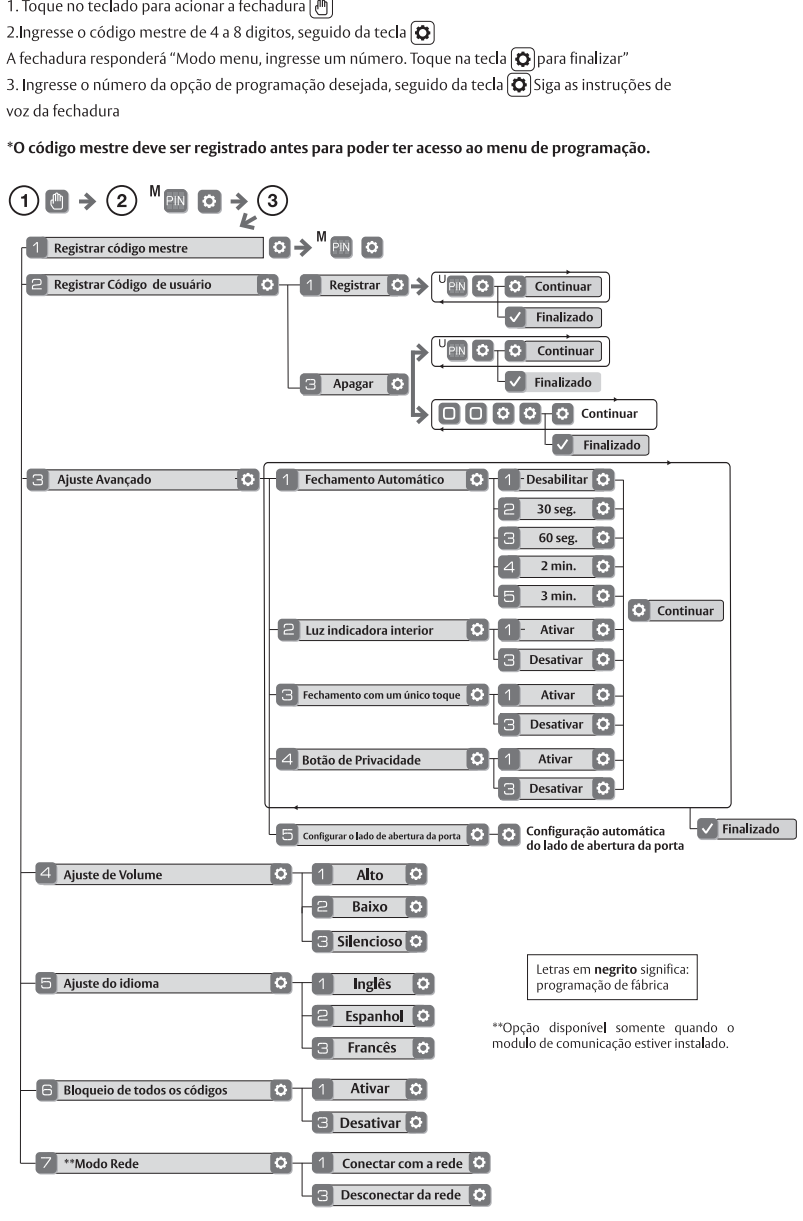 1. Toque no teclado para acionar a fechadura
2.Ingresse o código mestre de 4 a 8 digitos, seguido da tecla
A fechadura responderá “Modo menu, ingresse um número. Toque na tecla para finalizar”
3. Ingresse o número da opção de programação desejada, seguido da tecla Siga as instruções de
voz da fechadura
*O código mestre deve ser registrado antes para poder ter acesso ao menu de programação.
1 2 M PIN 3
1 Registrar código mestre M PIN
2 Registrar Código de usuário 1 Registrar U PIN Continuar
Finalizado
3 Apagar U PIN Continuar
Finalizado
Continuar
Finalizado
3 Ajuste Avançado 1 Fechamento Automático 1 Desabilitar
2 30 seg.
3 60 seg.
4 2 min.
5 3 min.
Continuar
2 Luz indicadora interior 1 Ativar
3 Desativar
3 Fechamento com um único toque 1 Ativar
3 Desativar
4 Botão de Privacidade 1 Ativar
3 Desativar
Finalizado
5 Configurar o lado de abertura da porta Configuração automática
do lado de abertura da porta
4 Ajuste de Volume 1 Alto
2 Baixo
3 Silencioso
5 Ajuste do idioma 1 Inglês
2 Espanhol
3 Francês
Letras em negrito significa:
programação de fábrica
**Opção disponível somente quando o
modulo de comunicação estiver instalado.
6 Bloqueio de todos os códigos 1 Ativar
3 Desativar
7 **Modo Rede 1 Conectar com a rede
3 Desconectar da rede